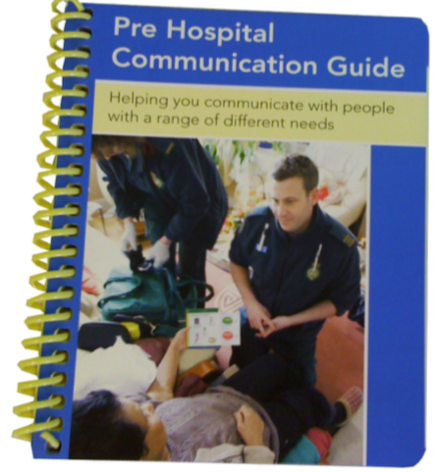 Pre Hospital
Communication Guide
Helping you communicate with people
with a range of different needs